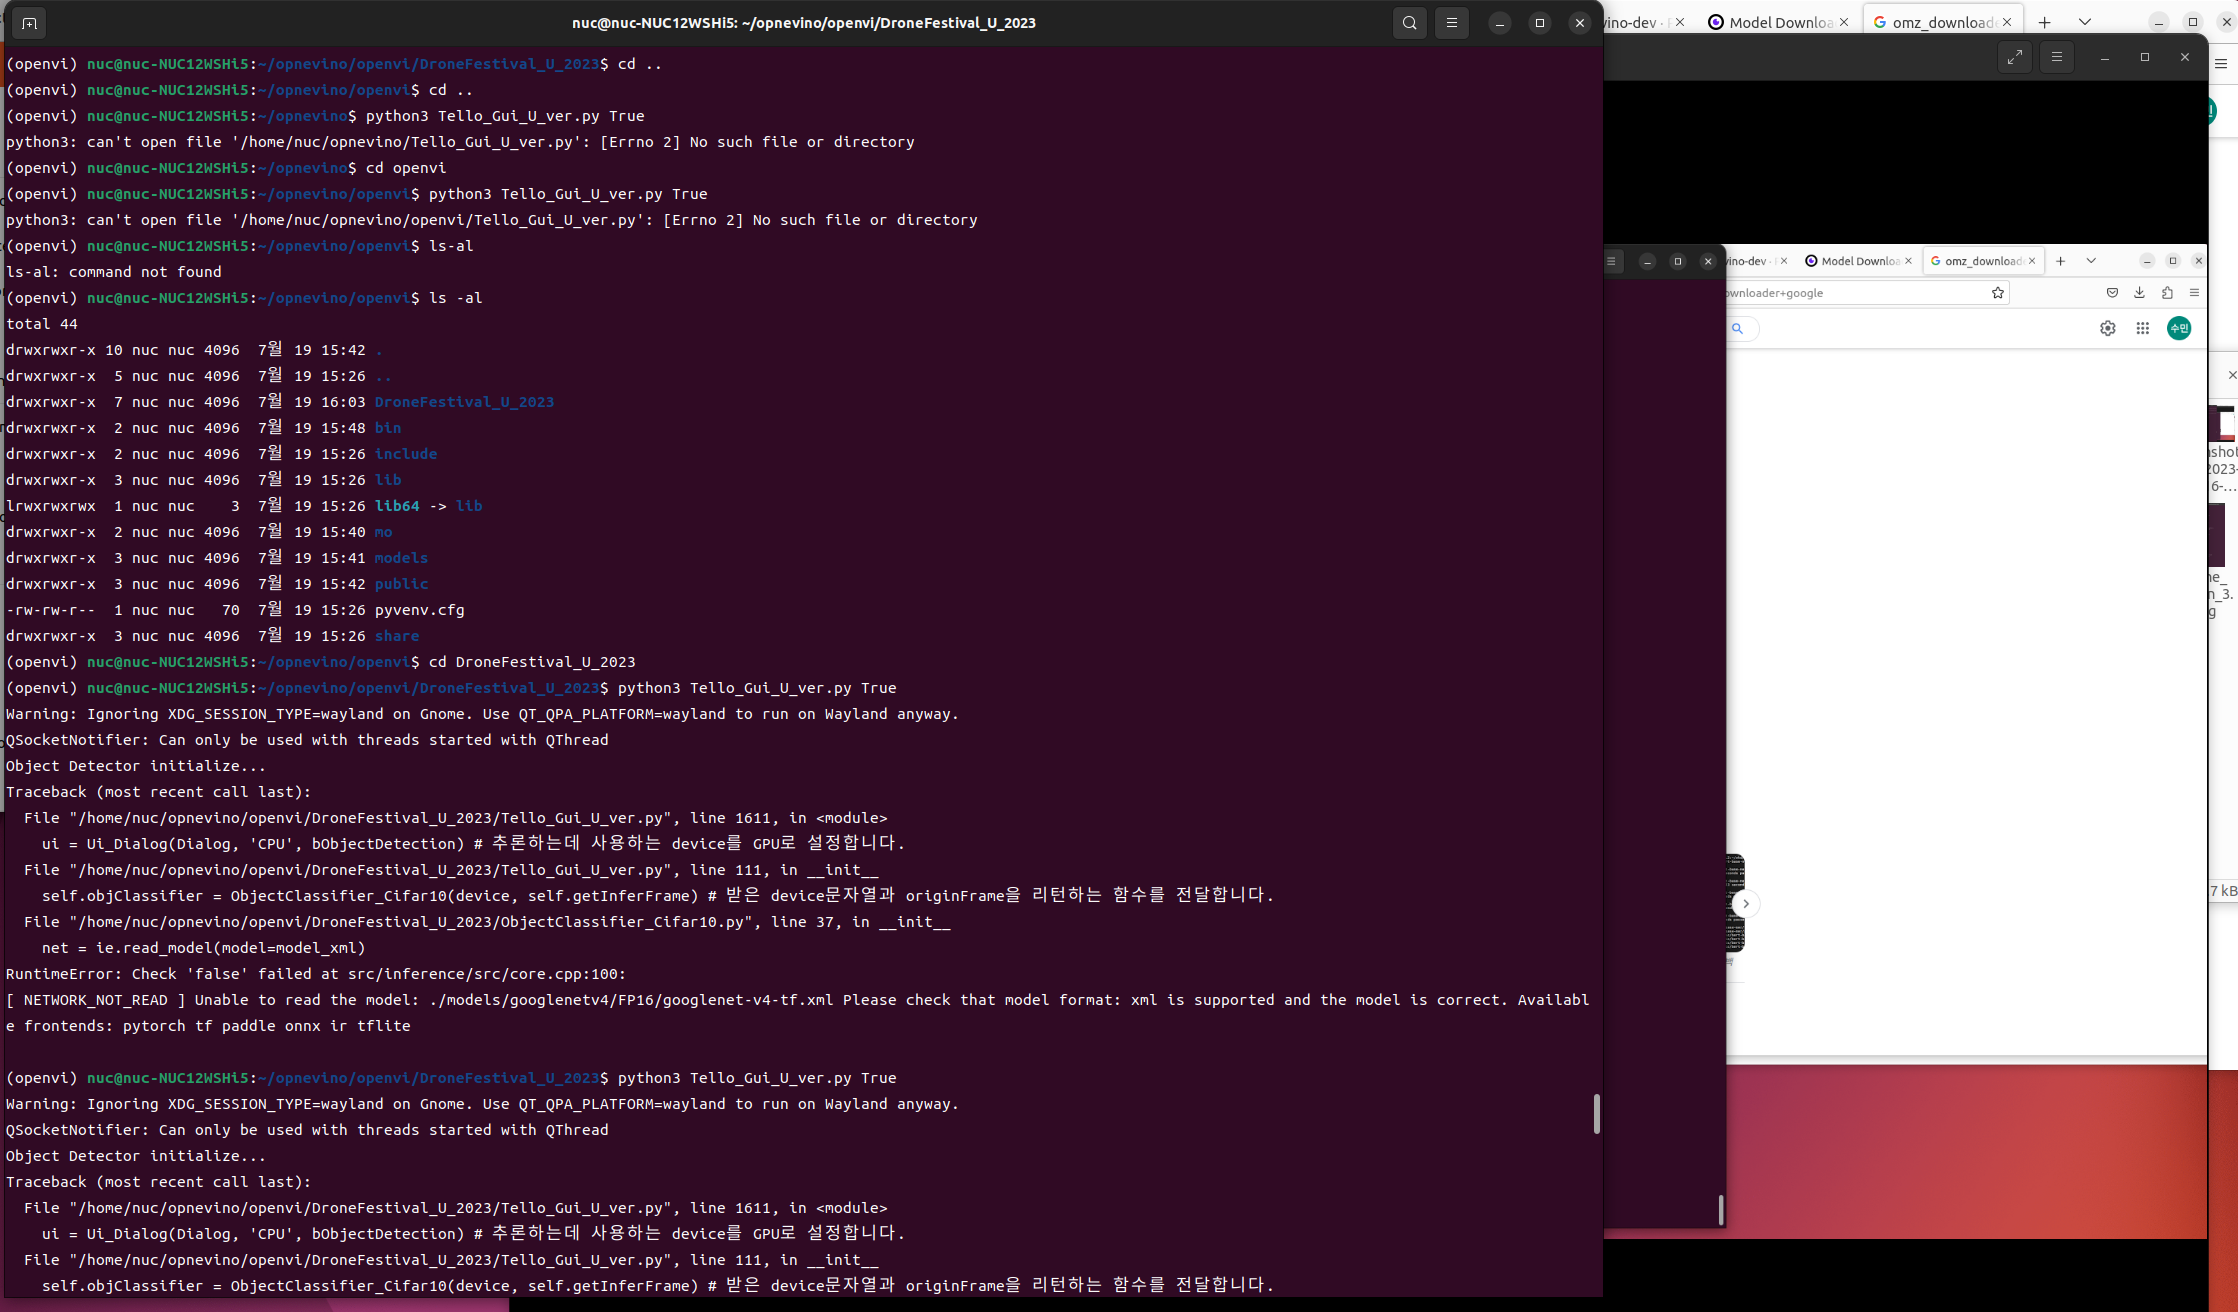 nuc@nuc-NUC12WSHi5: ~/opnevino/openvi/DroneFestival_U_2023
(openvi) nuc@nuc-NUC12WSHi5:~/opnevino/openvi/DroneFestival_U_2023$ cd ..
(openvi) nuc@nuc-NUC12WSHi5:~/opnevino/openvi$ cd ..
(openvi) nuc@nuc-NUC12WSHi5:~/opnevino$ python3 Tello_Gui_U_ver.py True
python3: can't open file '/home/nuc/opnevino/Tello_Gui_U_ver.py': [Errno 2] No such file or directory
(openvi) nuc@nuc-NUC12WSHi5:~/opnevino$ cd openvi
(openvi) nuc@nuc-NUC12WSHi5:~/opnevino/openvi$ python3 Tello_Gui_U_ver.py True
python3: can't open file '/home/nuc/opnevino/openvi/Tello_Gui_U_ver.py': [Errno 2] No such file or directory
(openvi) nuc@nuc-NUC12WSHi5:~/opnevino/openvi$ ls-al
ls-al: command not found
(openvi) nuc@nuc-NUC12WSHi5:~/opnevino/openvi$ ls -al
total 44
drwxrwxr-x 10 nuc nuc 4096  7월 19 15:42 .
drwxrwxr-x  5 nuc nuc 4096  7월 19 15:26 ..
drwxrwxr-x  7 nuc nuc 4096  7월 19 16:03 DroneFestival_U_2023
drwxrwxr-x  2 nuc nuc 4096  7월 19 15:48 bin
drwxrwxr-x  2 nuc nuc 4096  7월 19 15:26 include
drwxrwxr-x  3 nuc nuc 4096  7월 19 15:26 lib
lrwxrwxrwx  1 nuc nuc    3  7월 19 15:26 lib64 -> lib
drwxrwxr-x  2 nuc nuc 4096  7월 19 15:40 mo
drwxrwxr-x  3 nuc nuc 4096  7월 19 15:41 models
drwxrwxr-x  3 nuc nuc 4096  7월 19 15:42 public
-rw-rw-r--  1 nuc nuc   70  7월 19 15:26 pyvenv.cfg
drwxrwxr-x  3 nuc nuc 4096  7월 19 15:26 share
(openvi) nuc@nuc-NUC12WSHi5:~/opnevino/openvi$ cd DroneFestival_U_2023
(openvi) nuc@nuc-NUC12WSHi5:~/opnevino/openvi/DroneFestival_U_2023$ python3 Tello_Gui_U_ver.py True
Warning: Ignoring XDG_SESSION_TYPE=wayland on Gnome. Use QT_QPA_PLATFORM=wayland to run on Wayland anyway.
QSocketNotifier: Can only be used with threads started with QThread
Object Detector initialize...
Traceback (most recent call last):
  File "/home/nuc/opnevino/openvi/DroneFestival_U_2023/Tello_Gui_U_ver.py", line 1611, in <module>
    ui = Ui_Dialog(Dialog, 'CPU', bObjectDetection) # 추론하는데 사용하는 device를 GPU로 설정합니다.
  File "/home/nuc/opnevino/openvi/DroneFestival_U_2023/Tello_Gui_U_ver.py", line 111, in __init__
    self.objClassifier = ObjectClassifier_Cifar10(device, self.getInferFrame) # 받은 device문자열과 originFrame을 리턴하는 함수를 전달합니다.
  File "/home/nuc/opnevino/openvi/DroneFestival_U_2023/ObjectClassifier_Cifar10.py", line 37, in __init__
    net = ie.read_model(model=model_xml)
RuntimeError: Check 'false' failed at src/inference/src/core.cpp:100:
[ NETWORK_NOT_READ ] Unable to read the model: ./models/googlenetv4/FP16/googlenet-v4-tf.xml Please check that model format: xml is supported and the model is correct. Availabl
e frontends: pytorch tf paddle onnx ir tflite
(openvi) nuc@nuc-NUC12WSHi5:~/opnevino/openvi/DroneFestival_U_2023$ python3 Tello_Gui_U_ver.py True
Warning: Ignoring XDG_SESSION_TYPE=wayland on Gnome. Use QT_QPA_PLATFORM=wayland to run on Wayland anyway.
QSocketNotifier: Can only be used with threads started with QThread
Object Detector initialize...
Traceback (most recent call last):
  File "/home/nuc/opnevino/openvi/DroneFestival_U_2023/Tello_Gui_U_ver.py", line 1611, in <module>
    ui = Ui_Dialog(Dialog, 'CPU', bObjectDetection) # 추론하는데 사용하는 device를 GPU로 설정합니다.
  File "/home/nuc/opnevino/openvi/DroneFestival_U_2023/Tello_Gui_U_ver.py", line 111, in __init__
    self.objClassifier = ObjectClassifier_Cifar10(device, self.getInferFrame) # 받은 device문자열과 originFrame을 리턴하는 함수를 전달합니다.
vino-dev · Model Downloa omz_downloade
vino-dev · Model Downloa omz_downloade
ownloader+google
수민
2023-
6-...
n_3.
g
7 kB